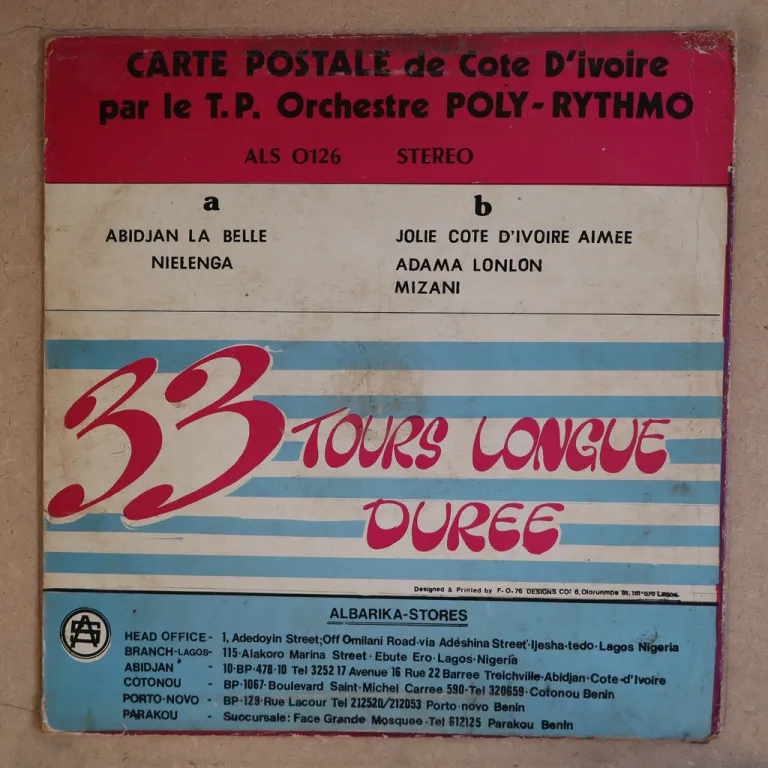 CARTE POSTALE de Cote D'ivoire
par le T.P. Orchestre POLY-RYTHMO
ALS 0126 STEREO
a
ABIDJAN LA BELLE
NIELENGA
b
JOLIE COTE D'IVOIRE AIMEE
ADAMA LONLON
MIZANI
33 TOURS LONGUE
DUREE
Designed & Printed by F.O.76 DESIGNS 6, Olorunmbe St. Idi-oro Lagos.
ALBARIKA-STORES
HEAD OFFICE - 1, Adedoyin Street; Off Omilani Road-via Adeshina Street-Ijesha-tedo-Lagos Nigeria
BRANCH-LAGOS- 115-Alakoro Marina Street-Ebute Ero-Lagos-Nigeria
ABIDJAN - 10-BP-478-10 Tel 3252 17 Avenue 16 Rue 22 Barree Treichville-Abidjan-Cote-d'Ivoire
COTONOU - BP-1067-Boulevard Saint-Michel Carree 590-Tel 320659-Cotonou Benin
PORTO-NOVO - BP-129-Rue Lacour Tel 212520/212053 Porto-novo Benin
PARAKOU - Suocursale: Face Grande Mosquee-Tel 612125 Parakou Benin